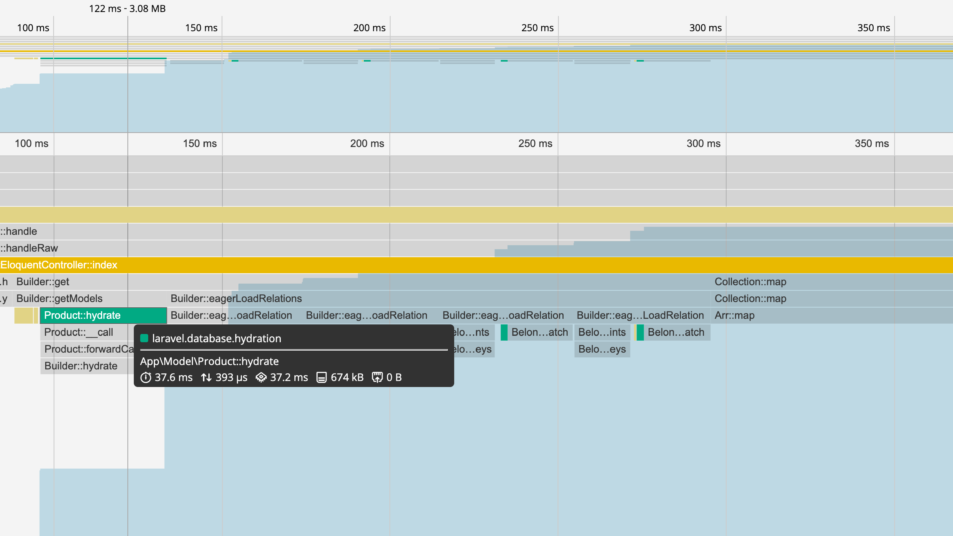 122 ms - 3.08 MB
100 ms 150 ms 200 ms 250 ms 300 ms 350 ms
100 ms 150 ms 200 ms 250 ms 300 ms 350 ms
::handle
::handleRaw
EloquentController::index
.h Builder::get Collection::map
.y Builder::getModels Builder::eagerLoadRelations Collection::map
Product::hydrate Builder::eag…oadRelation Builder::eag…oadRelation Builder::eag…oadRelation Builder::eag…LoadRelation Arr::map
Product::__call elo…nts Belon…atch Belo…ints Belon…atch
Product::forwardCa elo…eys Belo…eys
Builder::hydrate
laravel.database.hydration
App\Model\Product::hydrate
37.6 ms 393 µs 37.2 ms 674 kB 0 B